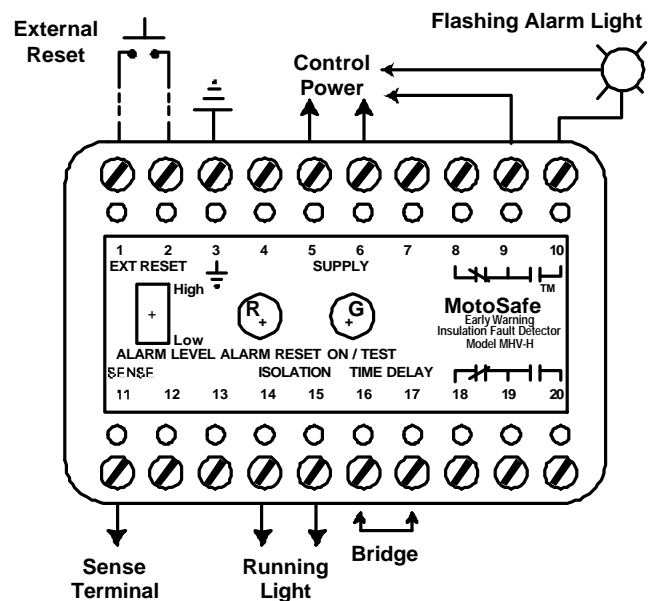 External
Reset
Flashing Alarm Light
Control
Power
1 2 3 4 5 6 7 8 9 10
EXT RESET SUPPLY
TM
High
R
G
Low
MotoSafe
Early Warning
Insulation Fault Detector
Model MHV-H
ALARM LEVEL ALARM RESET ON / TEST
SENSE ISOLATION TIME DELAY
11 12 13 14 15 16 17 18 19 20
Sense
Terminal
Running
Light
Bridge